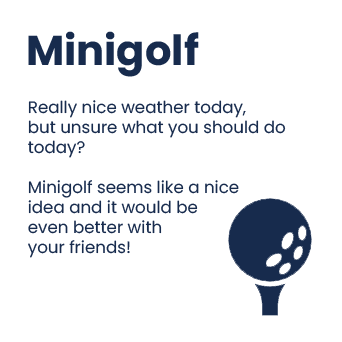 Minigolf
Really nice weather today,
but unsure what you should do
today?
Minigolf seems like a nice
idea and it would be
even better with
your friends!